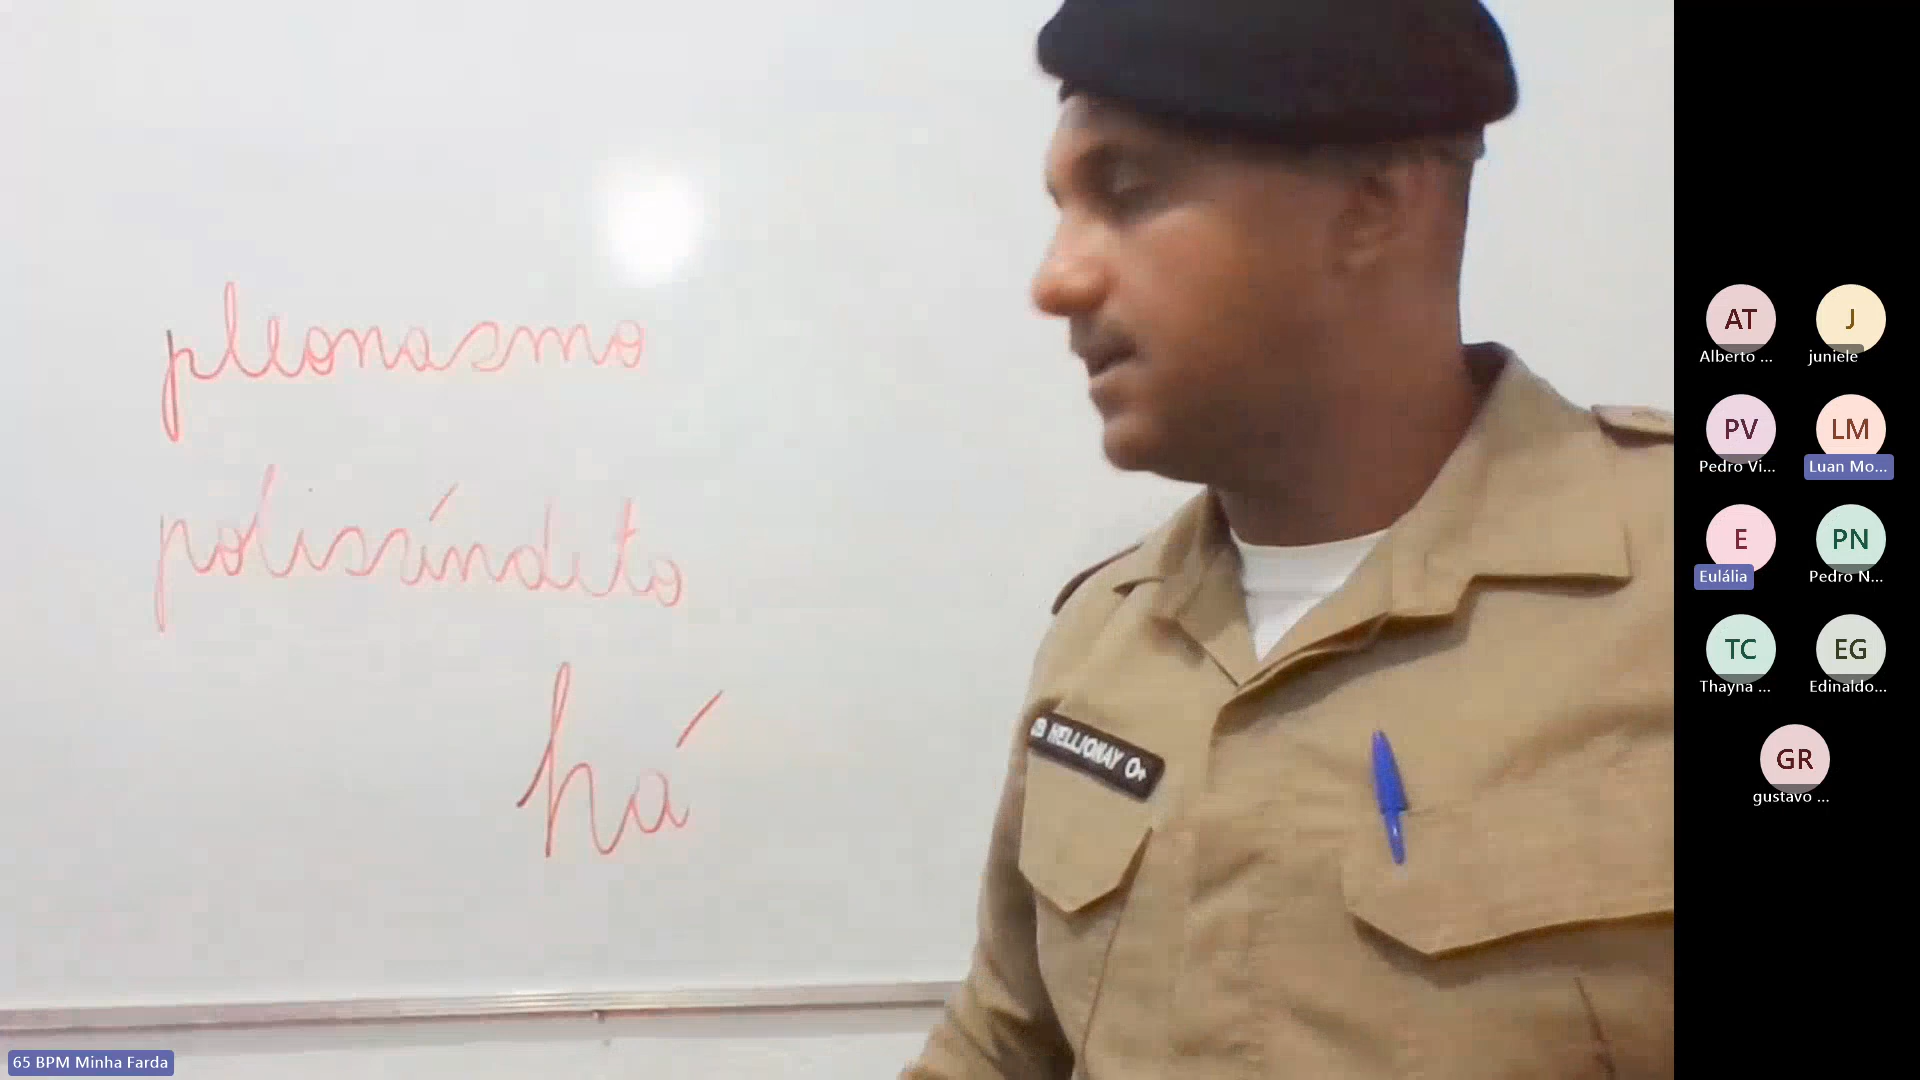 pleonasmo
polissíndeto
há
HELLIONAY O+
65 BPM Minha Farda
AT
Alberto ...
J
juniele
PV
Pedro Vi...
LM
Luan Mo...
E
Eulália
PN
Pedro N...
TC
Thayna ...
EG
Edinaldo...
GR
gustavo ...